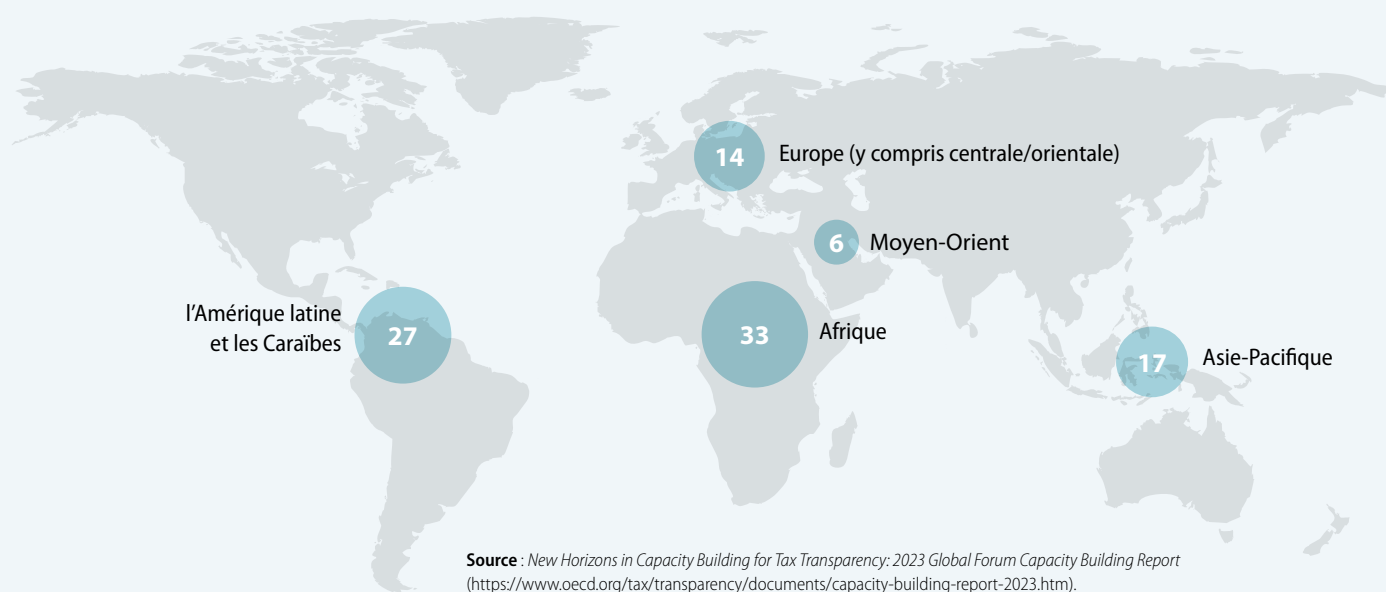 14
Europe (y compris centrale/orientale)
6
Moyen-Orient
l'Amérique latine
et les Caraïbes
27
33
Afrique
17
Asie-Pacifique
Source : New Horizons in Capacity Building for Tax Transparency: 2023 Global Forum Capacity Building Report
(https://www.oecd.org/tax/transparency/documents/capacity-building-report-2023.htm).